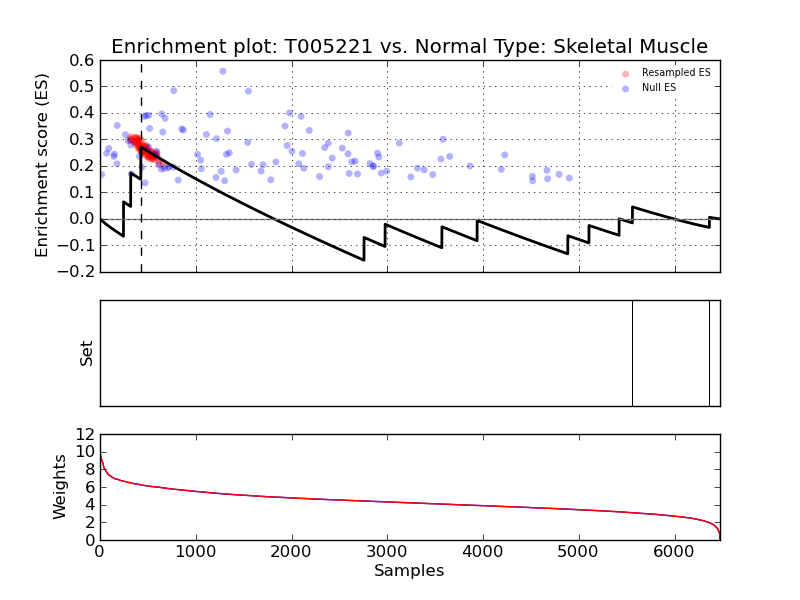 Enrichment plot: T005221 vs. Normal Type: Skeletal Muscle
Enrichment score (ES)
0.6
0.5
0.4
0.3
0.2
0.1
0.0
−0.1
−0.2
Resampled ES
Null ES
Set
Weights
12
10
8
6
4
2
0
0 1000 2000 3000 4000 5000 6000
Samples